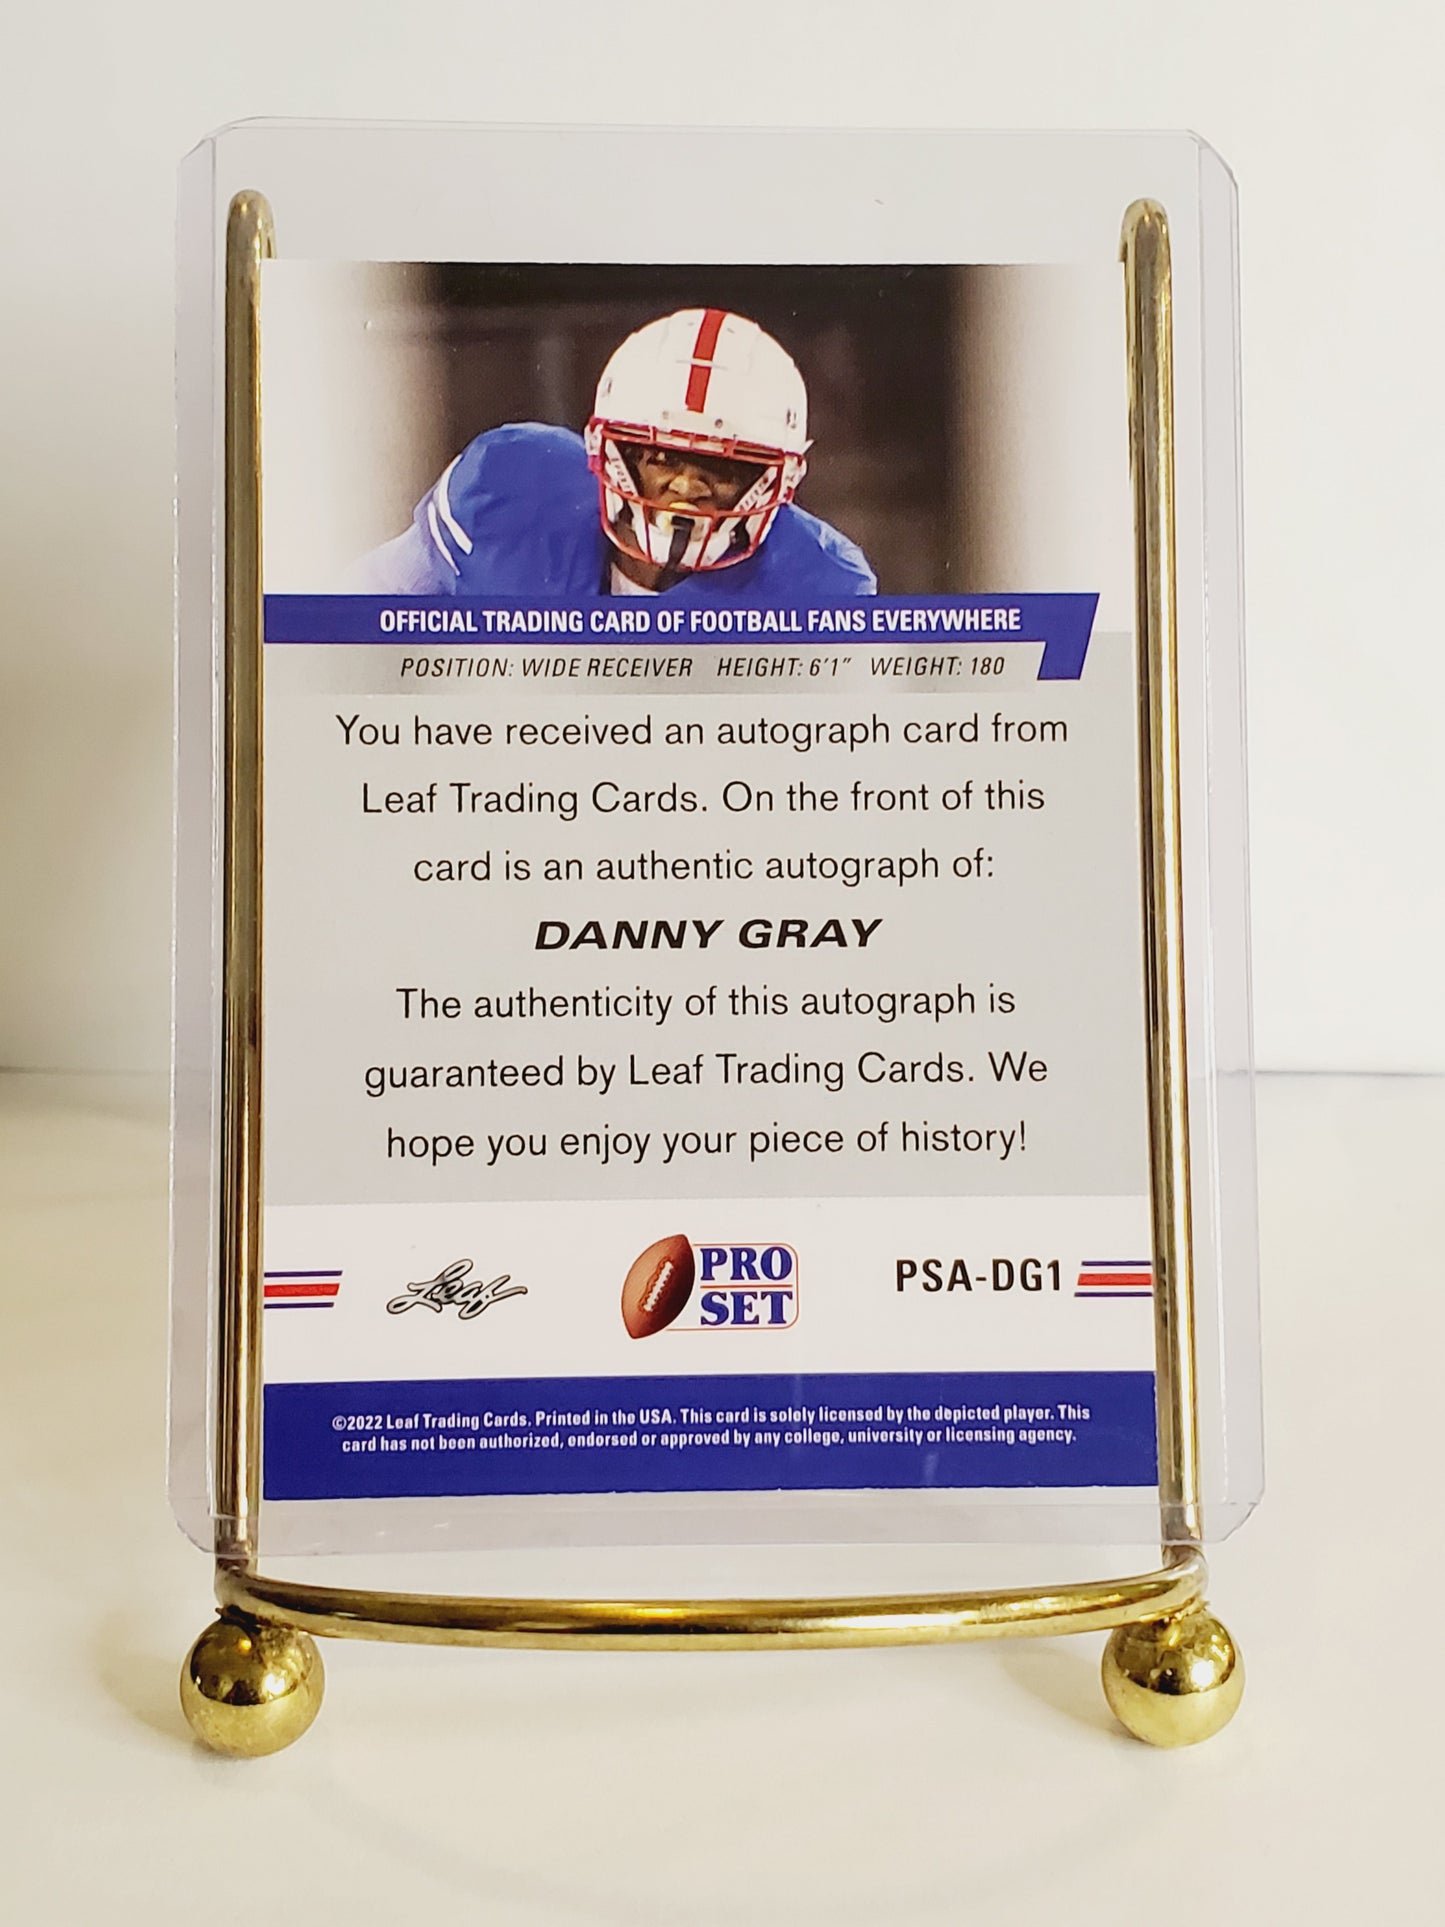 OFFICIAL TRADING CARD OF FOOTBALL FANS EVERYWHERE
POSITION: WIDE RECEIVER HEIGHT: 6'1" WEIGHT: 180
You have received an autograph card from
Leaf Trading Cards. On the front of this
card is an authentic autograph of:
DANNY GRAY
The authenticity of this autograph is
guaranteed by Leaf Trading Cards. We
hope you enjoy your piece of history!
Leaf
PRO
SET
PSA-DG1
©2022 Leaf Trading Cards. Printed in the USA. This card is solely licensed by the depicted player. This
card has not been authorized, endorsed or approved by any college, university or licensing agency.